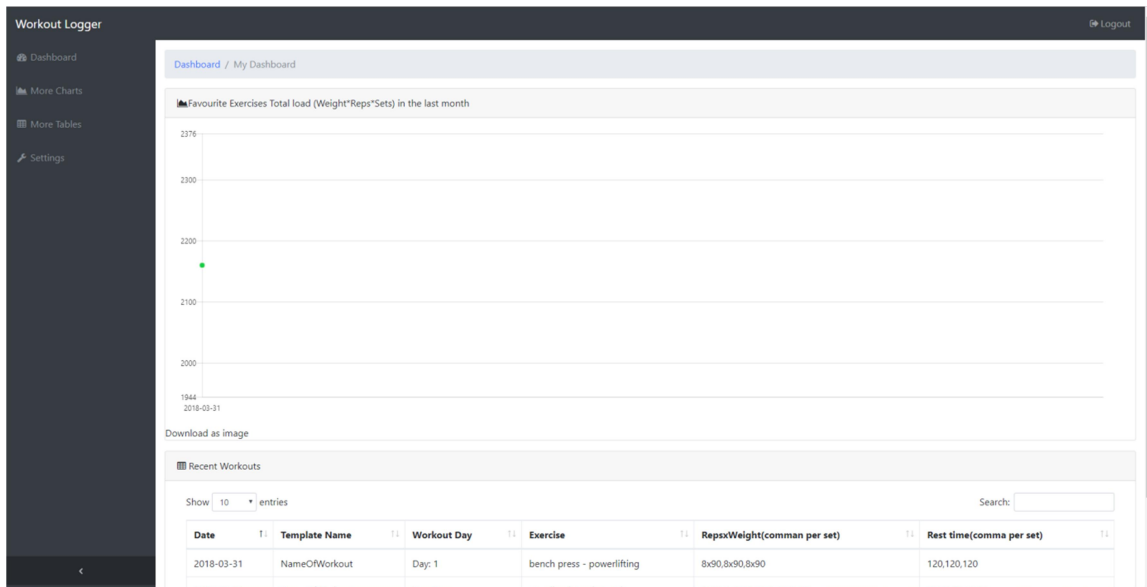 Workout Logger
Logout
Dashboard
More Charts
More Tables
Settings
Dashboard / My Dashboard
Favourite Exercises Total load (Weight*Reps*Sets) in the last month
2376
2300
2200
2100
2000
1944
2018-03-31
Download as image
Recent Workouts
Show 10 entries
Search:
Date Template Name Workout Day Exercise RepsxWeight(comman per set) Rest time(comma per set)
2018-03-31 NameOfWorkout Day: 1 bench press - powerlifting 8x90,8x90,8x90 120,120,120